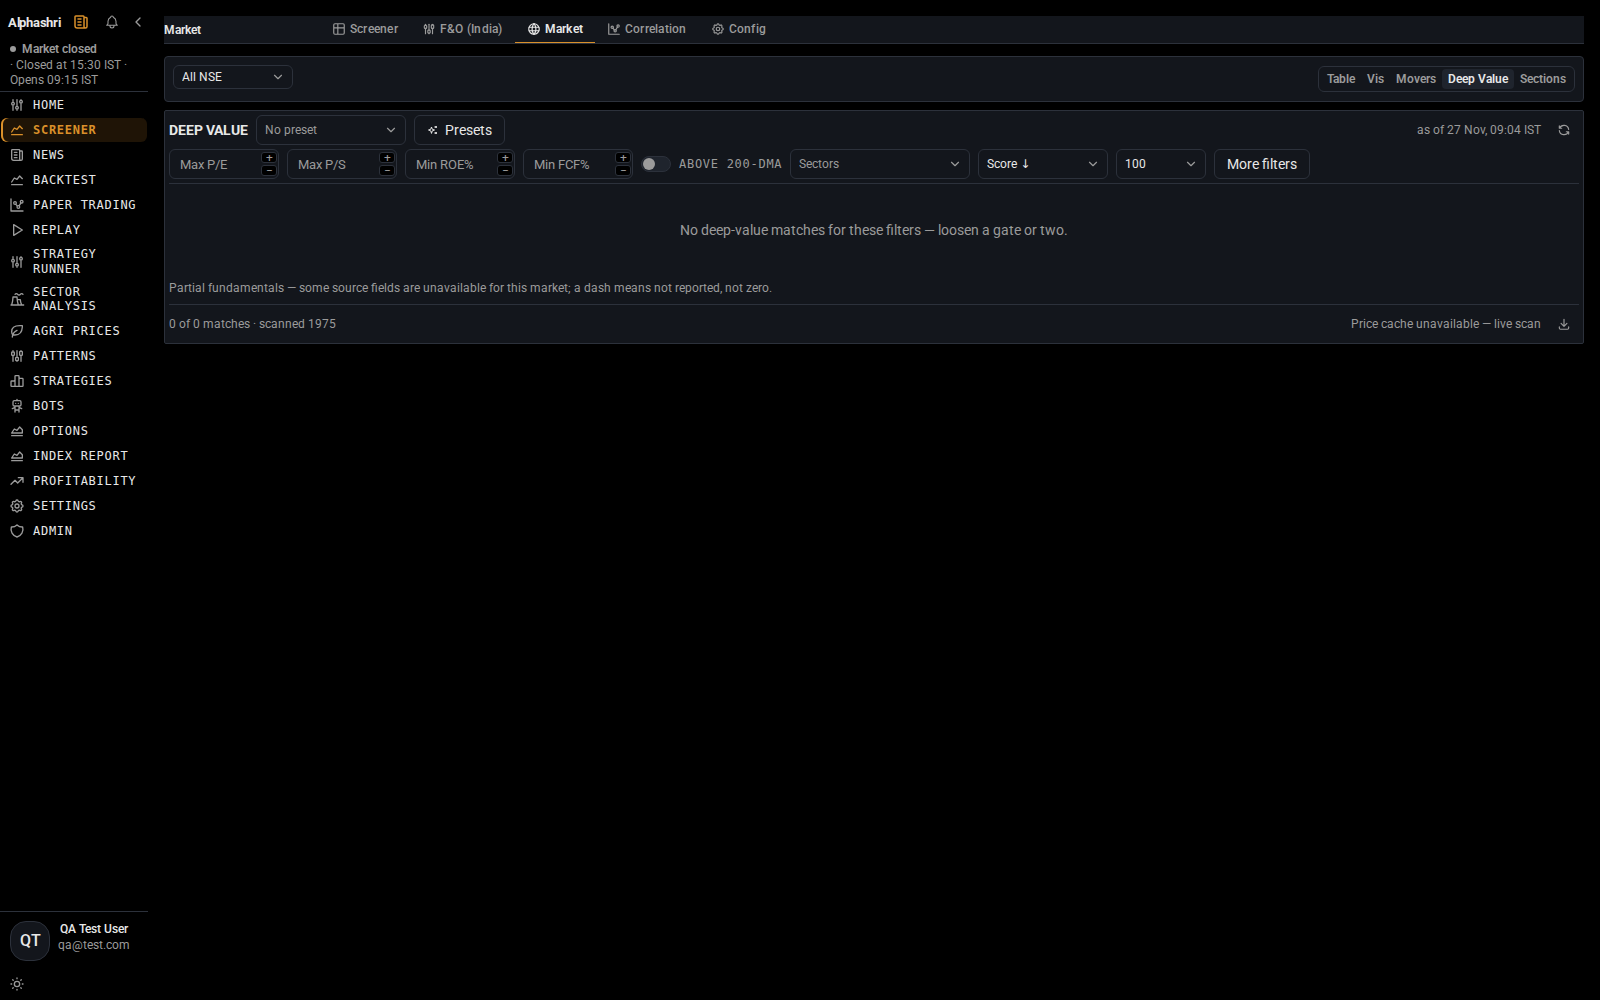 Alphashri
Market closed
· Closed at 15:30 IST ·
Opens 09:15 IST
HOME
SCREENER
NEWS
BACKTEST
PAPER TRADING
REPLAY
STRATEGY
RUNNER
SECTOR
ANALYSIS
AGRI PRICES
PATTERNS
STRATEGIES
BOTS
OPTIONS
INDEX REPORT
PROFITABILITY
SETTINGS
ADMIN
QT
QA Test User
qa@test.com
Market
Screener
F&O (India)
Market
Correlation
Config
All NSE
Table
Vis
Movers
Deep Value
Sections
DEEP VALUE
No preset
Presets
as of 27 Nov, 09:04 IST
Max P/E
Max P/S
Min ROE%
Min FCF%
ABOVE 200-DMA
Sectors
Score ↓
100
More filters
No deep-value matches for these filters — loosen a gate or two.
Partial fundamentals — some source fields are unavailable for this market; a dash means not reported, not zero.
0 of 0 matches · scanned 1975
Price cache unavailable — live scan